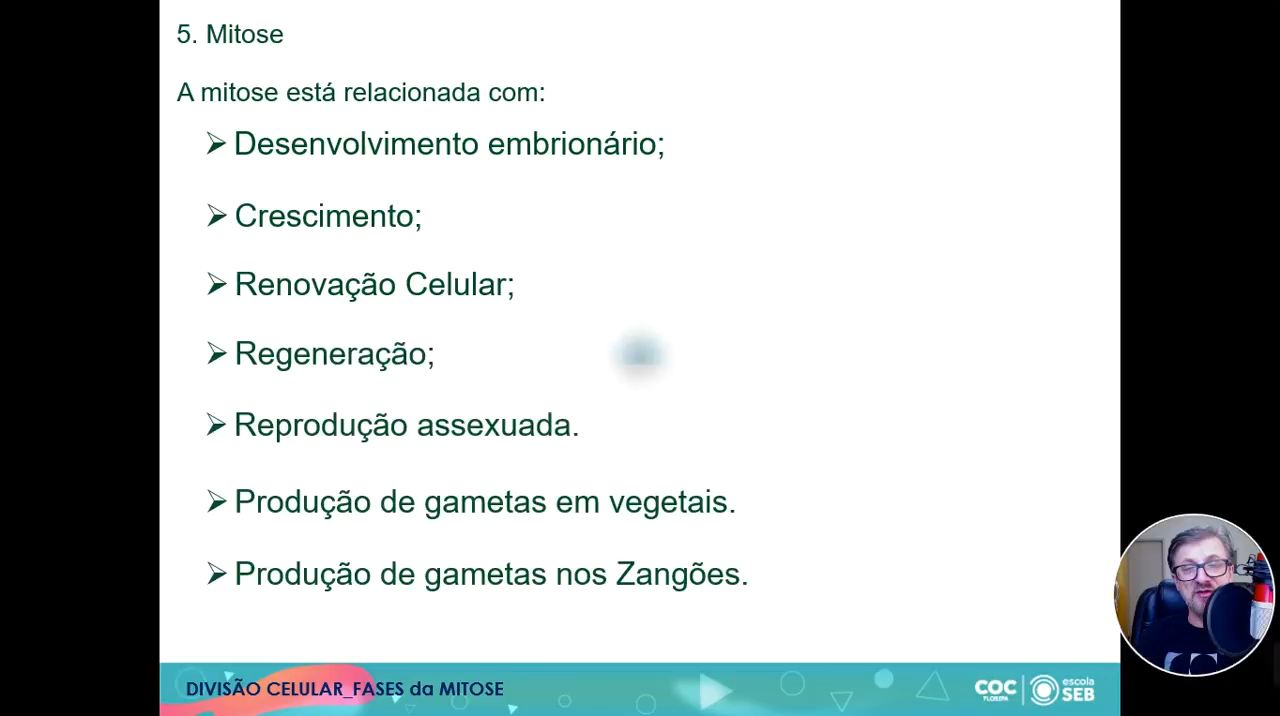 5. Mitose
A mitose está relacionada com:
➢ Desenvolvimento embrionário;
➢ Crescimento;
➢ Renovação Celular;
➢ Regeneração;
➢ Reprodução assexuada.
➢ Produção de gametas em vegetais.
➢ Produção de gametas nos Zangões.
DIVISÃO CELULAR_FASES da MITOSE
COC
FLORIPA
escola
SEB